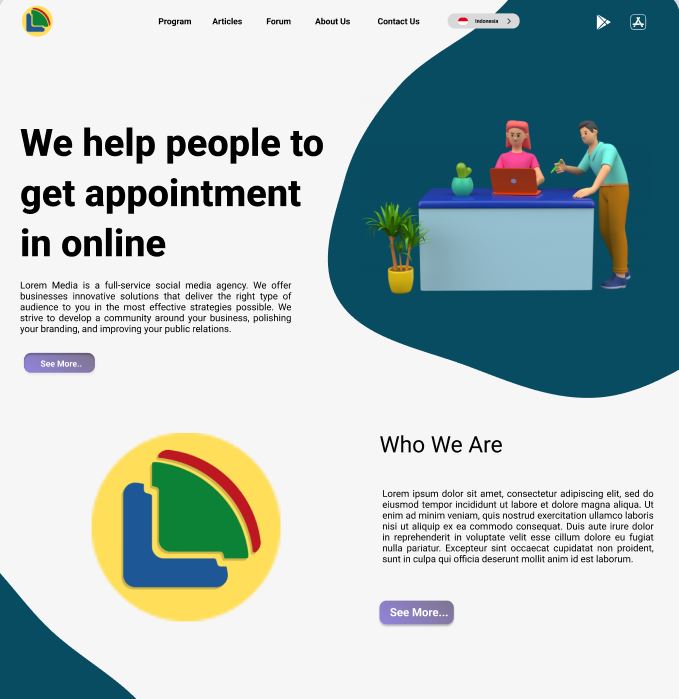 Program Articles Forum About Us Contact Us Indonesia
We help people to
get appointment
in online
Lorem Media is a full-service social media agency. We offer
businesses innovative solutions that deliver the right type of
audience to you in the most effective strategies possible. We
strive to develop a community around your business, polishing
your branding, and improving your public relations.
See More..
Who We Are
Lorem ipsum dolor sit amet, consectetur adipiscing elit, sed do
eiusmod tempor incididunt ut labore et dolore magna aliqua. Ut
enim ad minim veniam, quis nostrud exercitation ullamco laboris
nisi ut aliquip ex ea commodo consequat. Duis aute irure dolor
in reprehenderit in voluptate velit esse cillum dolore eu fugiat
nulla pariatur. Excepteur sint occaecat cupidatat non proident,
sunt in culpa qui officia deserunt mollit anim id est laborum.
See More...